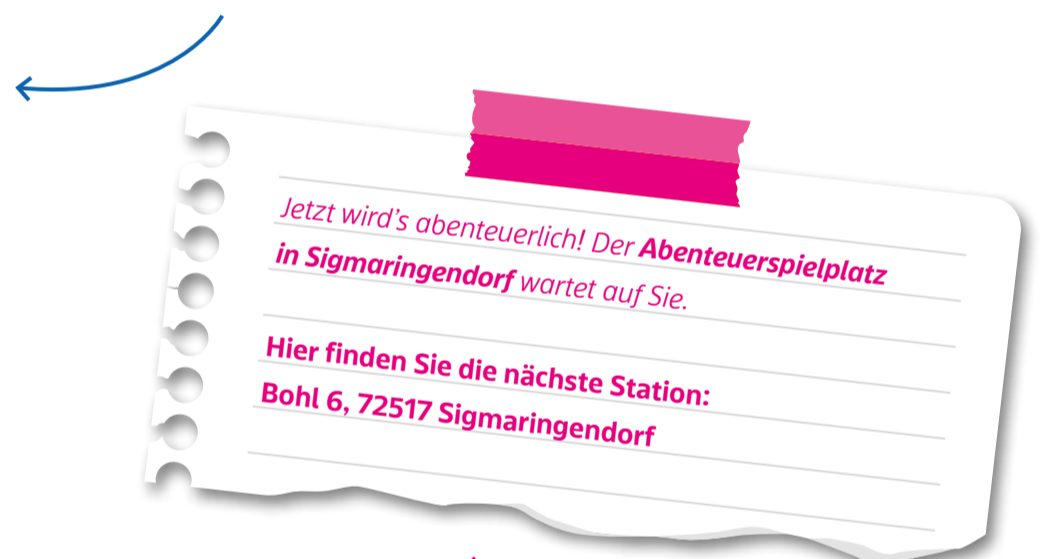 Jetzt wird’s abenteuerlich! Der Abenteuerspielplatz
in Sigmaringendorf wartet auf Sie.
Hier finden Sie die nächste Station:
Bohl 6, 72517 Sigmaringendorf